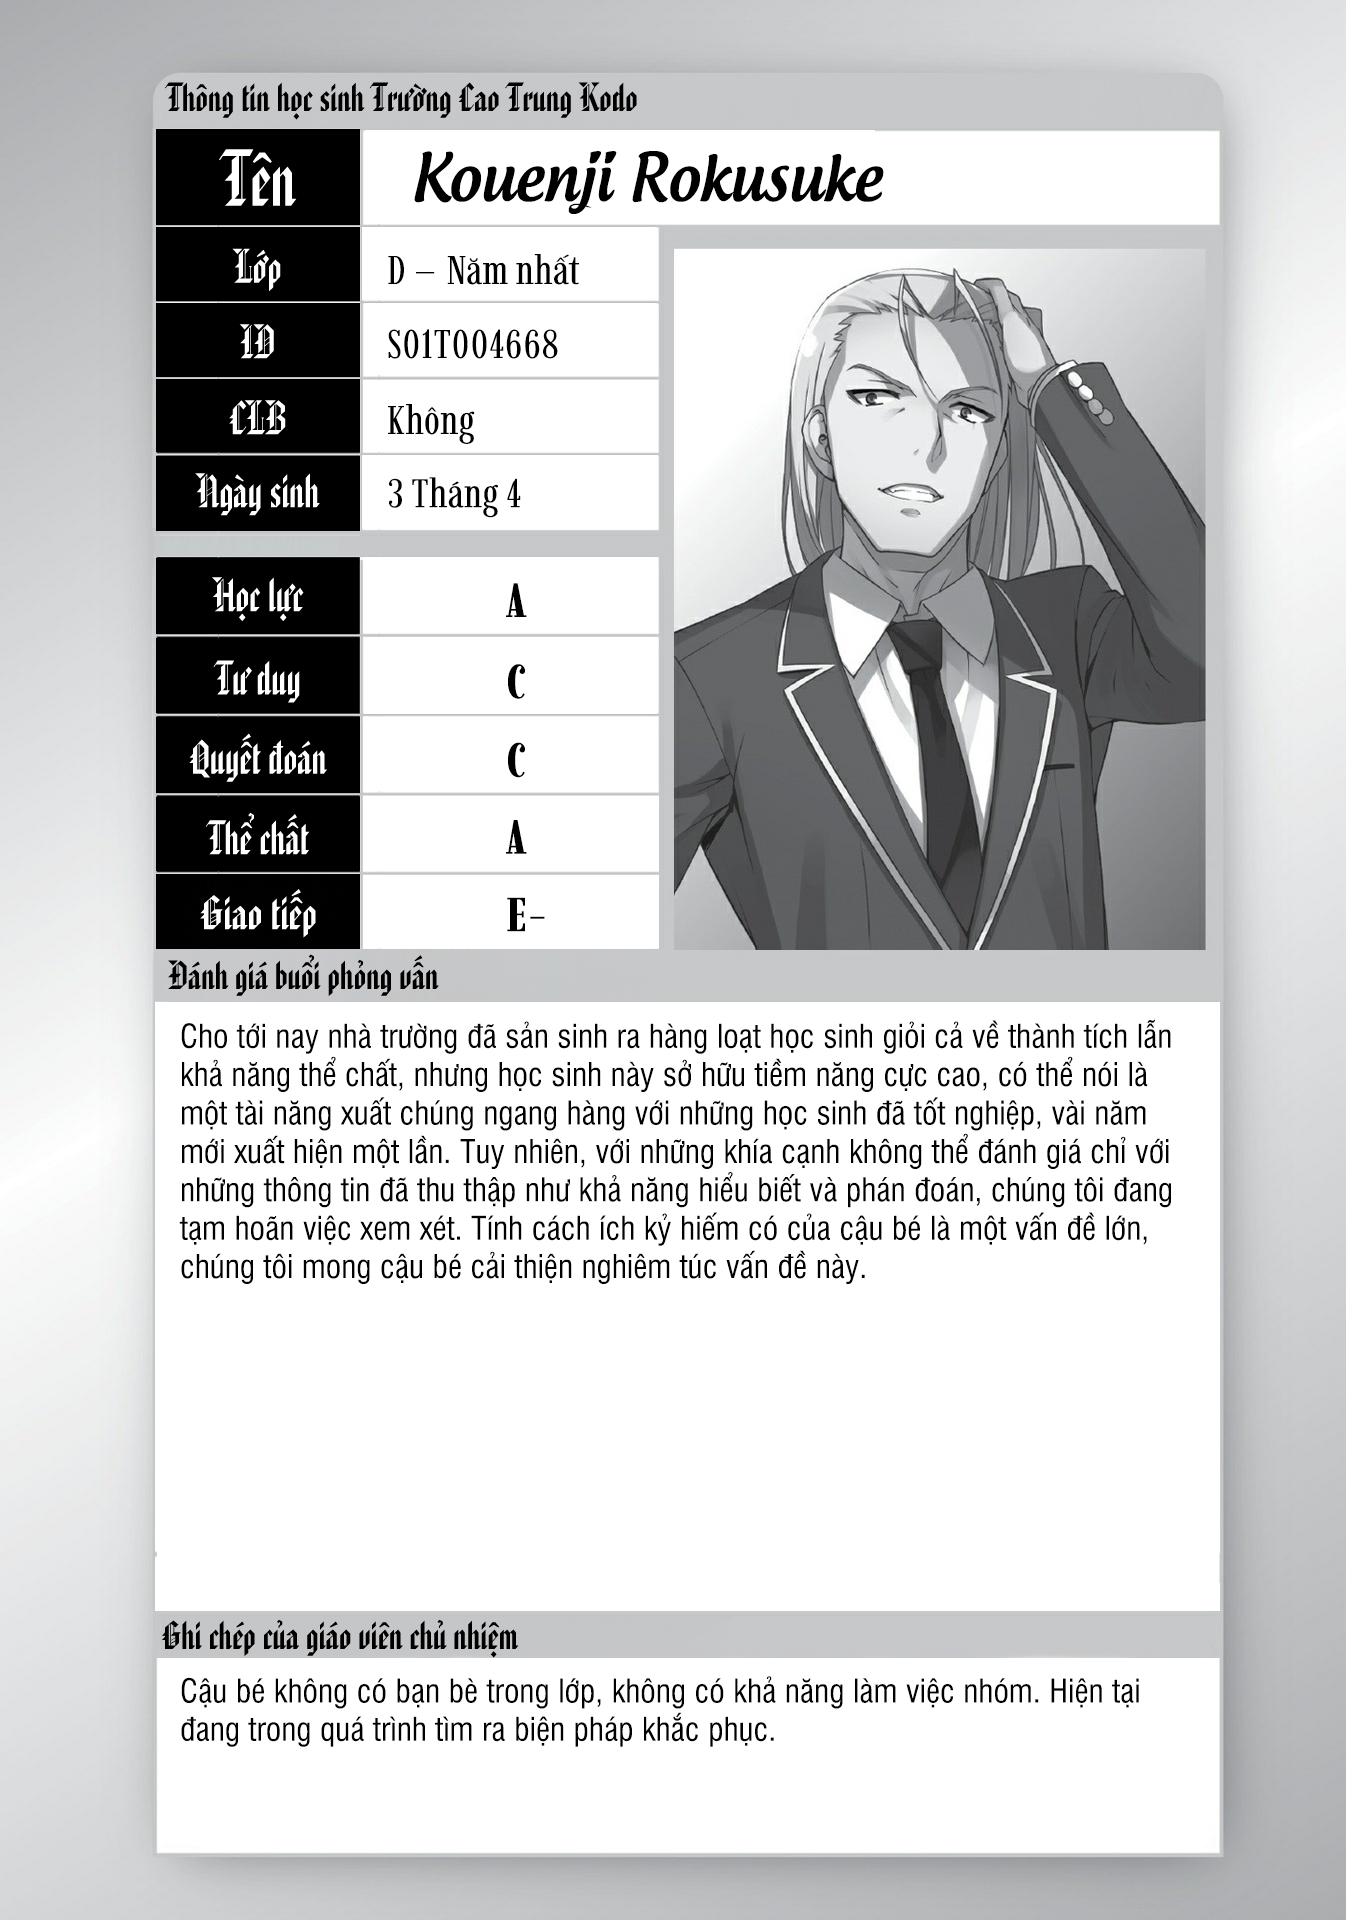 Thông tin học sinh Trường Cao Trung Kodo
Tên
Kouenji Rokusuke
Lớp
D – Năm nhất
ID
S01T004668
CLB
Không
Ngày sinh
3 Tháng 4
Học lực
A
Tư duy
C
Quyết đoán
C
Thể chất
A
Giao tiếp
E-
Đánh giá buổi phỏng vấn
Cho tới nay nhà trường đã sản sinh ra hàng loạt học sinh giỏi cả về thành tích lẫn
khả năng thể chất, nhưng học sinh này sở hữu tiềm năng cực cao, có thể nói là
một tài năng xuất chúng ngang hàng với những học sinh đã tốt nghiệp, vài năm
mới xuất hiện một lần. Tuy nhiên, với những khía cạnh không thể đánh giá chỉ với
những thông tin đã thu thập như khả năng hiểu biết và phán đoán, chúng tôi đang
tạm hoãn việc xem xét. Tính cách ích kỷ hiếm có của cậu bé là một vấn đề lớn,
chúng tôi mong cậu bé cải thiện nghiêm túc vấn đề này.
Ghi chép của giáo viên chủ nhiệm
Cậu bé không có bạn bè trong lớp, không có khả năng làm việc nhóm. Hiện tại
đang trong quá trình tìm ra biện pháp khắc phục.